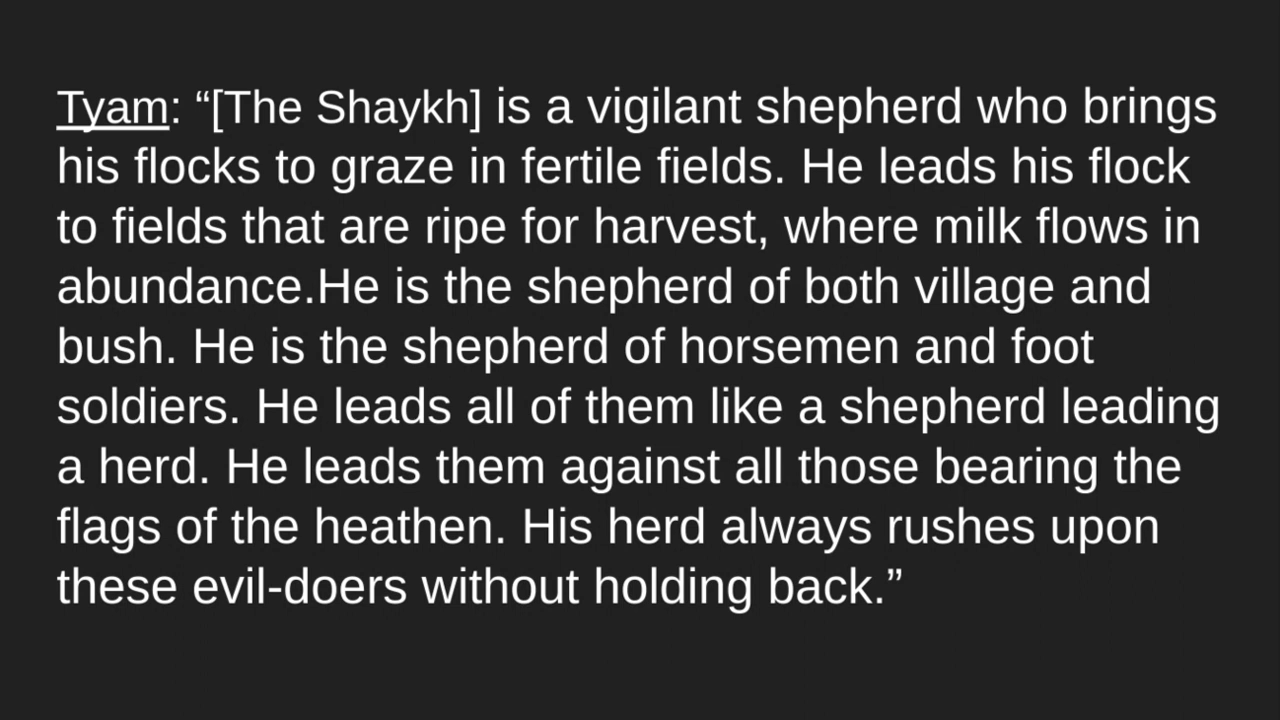 Tyam: “[The Shaykh] is a vigilant shepherd who brings
his flocks to graze in fertile fields. He leads his flock
to fields that are ripe for harvest, where milk flows in
abundance.He is the shepherd of both village and
bush. He is the shepherd of horsemen and foot
soldiers. He leads all of them like a shepherd leading
a herd. He leads them against all those bearing the
flags of the heathen. His herd always rushes upon
these evil-doers without holding back.”